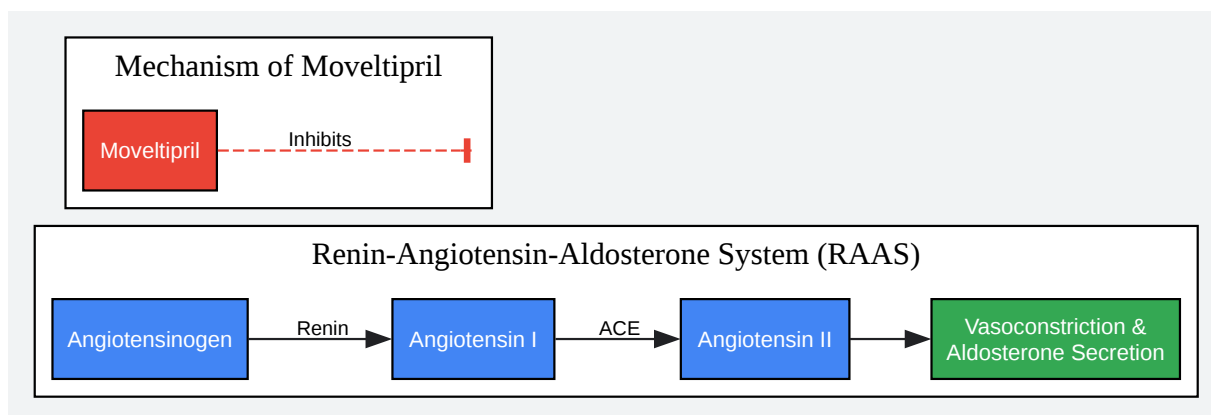 Mechanism of Moveltipril
Moveltipril
Inhibits
Renin-Angiotensin-Aldosterone System (RAAS)
Angiotensinogen
Renin
Angiotensin I
ACE
Angiotensin II
Vasoconstriction &
Aldosterone Secretion